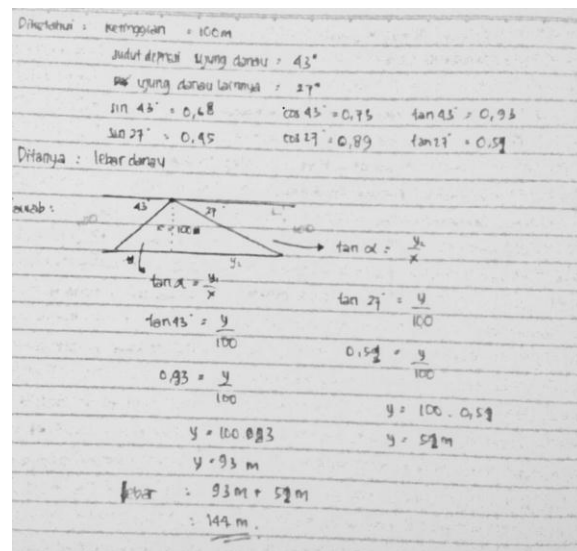 Diketahui : ketinggian = 100 m
sudut depresi ujung danau : 43°
ujung danau lainnya : 27°
sin 43° = 0,68 cos 43° = 0,73 tan 43° = 0,93
sin 27° = 0,45 cos 27° = 0,89 tan 27° = 0,51
Ditanya : lebar danau
Jawab :
43° 27°
x = 100 m
y₂
tan α = y₂/x
tan α = y₁/x
tan 27° = y/100
tan 43° = y/100
0,51 = y/100
0,93 = y/100
y = 100 . 0,51
y = 100 0,93
y = 51 m
y = 93 m
lebar : 93 m + 51 m
: 144 m.